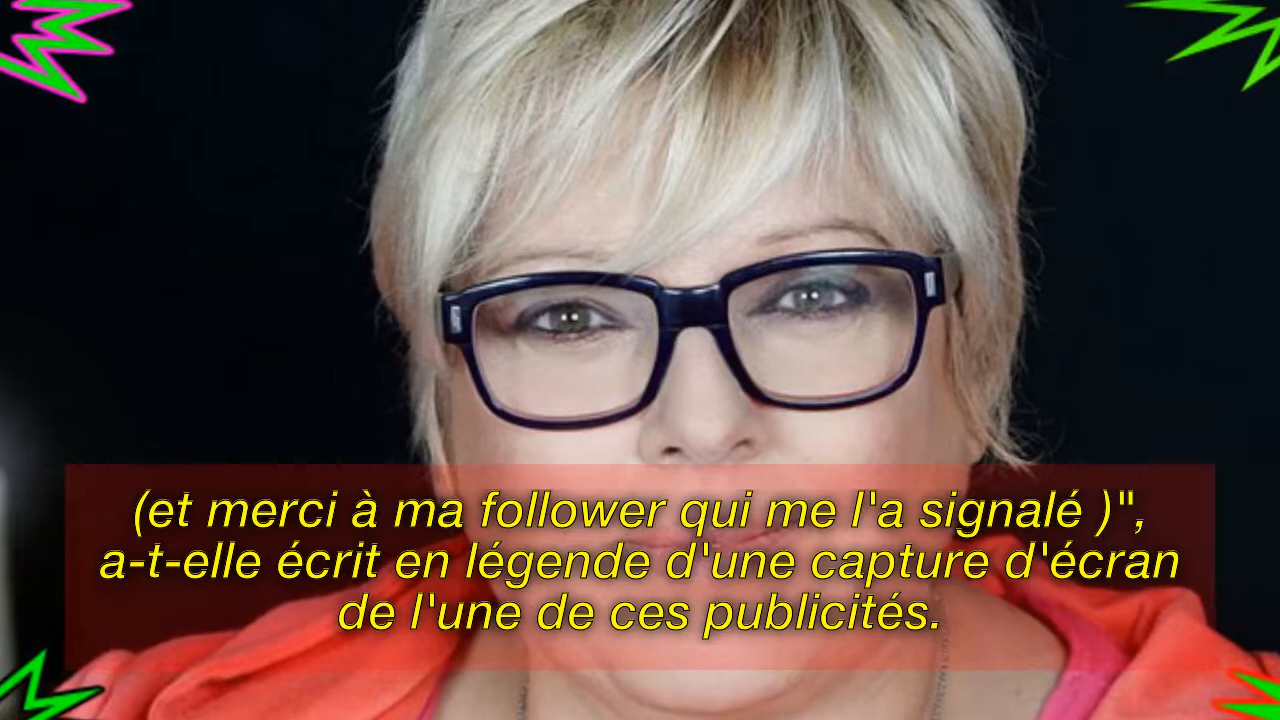 (et merci à ma follower qui me l'a signalé )",
a-t-elle écrit en légende d'une capture d'écran
de l'une de ces publicités.